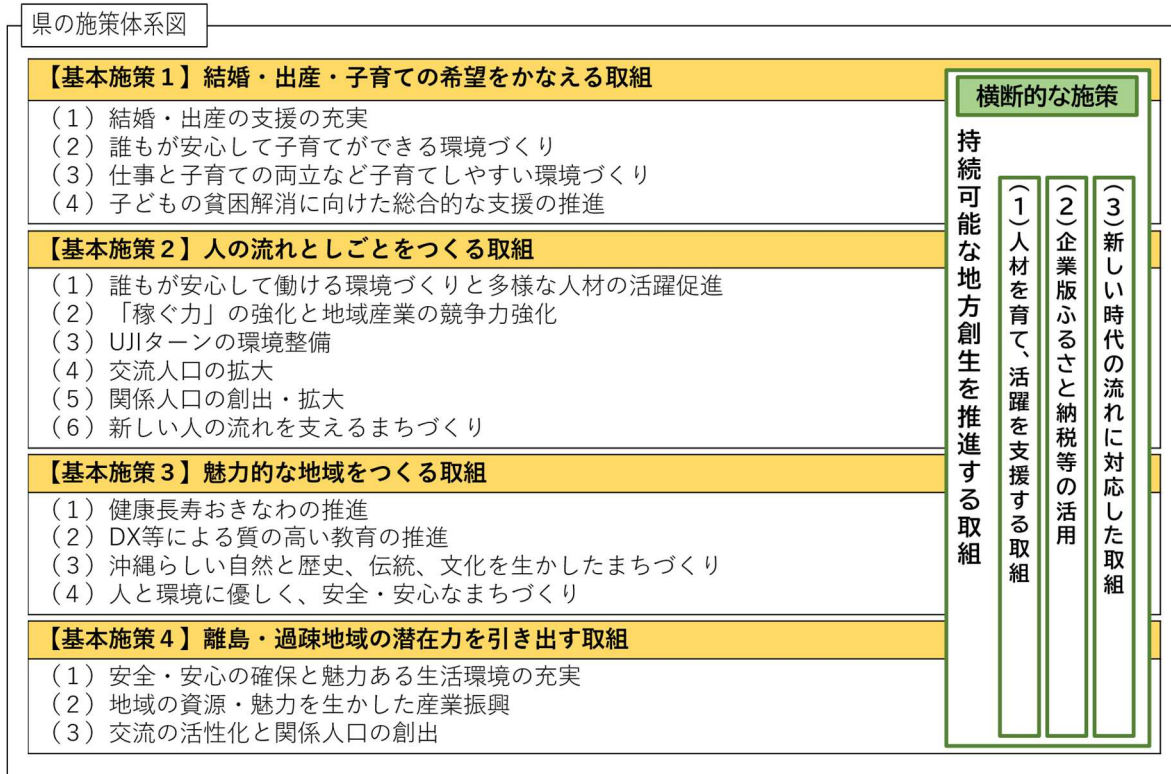 県の施策体系図
【基本施策１】結婚・出産・子育ての希望をかなえる取組
（１）結婚・出産の支援の充実
（２）誰もが安心して子育てができる環境づくり
（３）仕事と子育ての両立など子育てしやすい環境づくり
（４）子どもの貧困解消に向けた総合的な支援の推進
【基本施策２】人の流れとしごとをつくる取組
（１）誰もが安心して働ける環境づくりと多様な人材の活躍促進
（２）「稼ぐ力」の強化と地域産業の競争力強化
（３）UJIターンの環境整備
（４）交流人口の拡大
（５）関係人口の創出・拡大
（６）新しい人の流れを支えるまちづくり
【基本施策３】魅力的な地域をつくる取組
（１）健康長寿おきなわの推進
（２）DX等による質の高い教育の推進
（３）沖縄らしい自然と歴史、伝統、文化を生かしたまちづくり
（４）人と環境に優しく、安全・安心なまちづくり
【基本施策４】離島・過疎地域の潜在力を引き出す取組
（１）安全・安心の確保と魅力ある生活環境の充実
（２）地域の資源・魅力を生かした産業振興
（３）交流の活性化と関係人口の創出
横断的な施策
持続可能な地方創生を推進する取組
（１）人材を育て、活躍を支援する取組
（２）企業版ふるさと納税等の活用
（３）新しい時代の流れに対応した取組